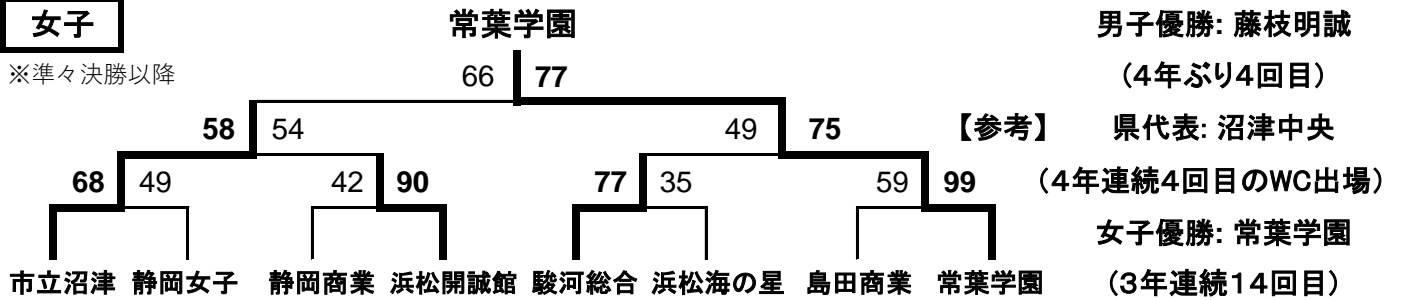 女子
※準々決勝以降
常葉学園
66 77
58 54 49 75
68 49 42 90 77 35 59 99
市立沼津 静岡女子 静岡商業 浜松開誠館 駿河総合 浜松海の星 島田商業 常葉学園
男子優勝: 藤枝明誠
（4年ぶり4回目）
【参考】 県代表: 沼津中央
（4年連続4回目のWC出場）
女子優勝: 常葉学園
（3年連続14回目）